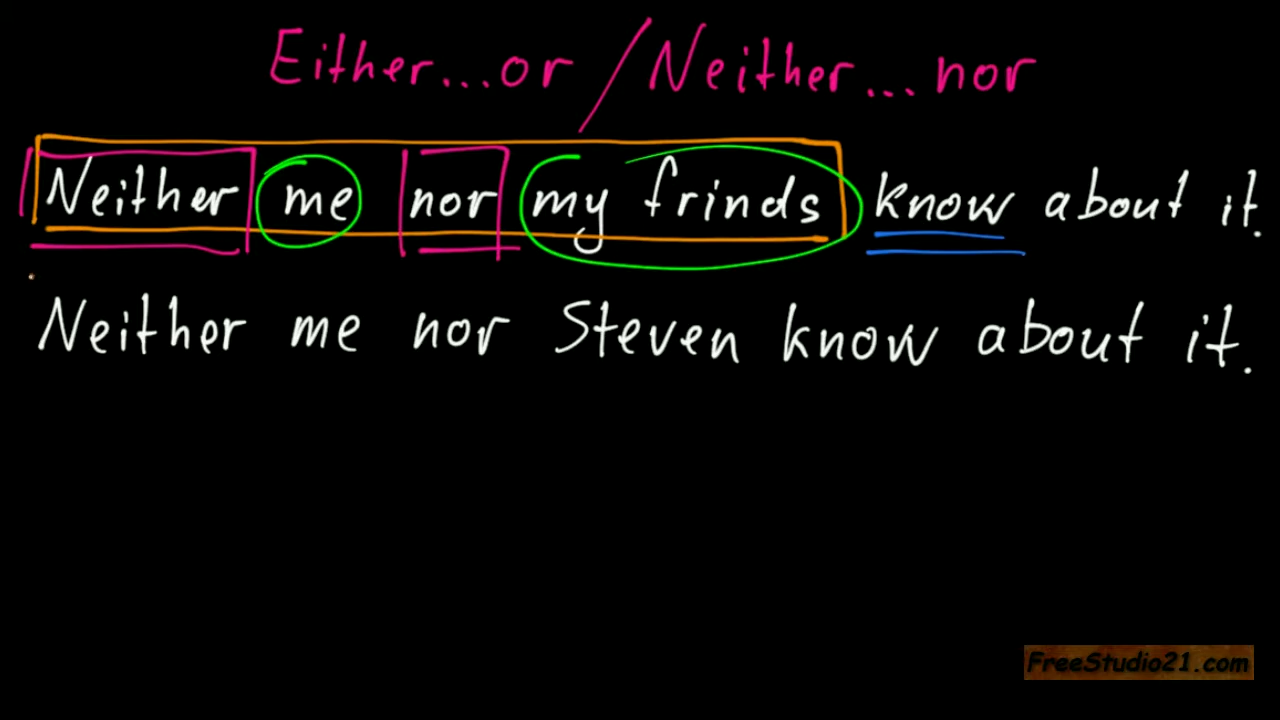 Either...or / Neither...nor
Neither me nor my frinds know about it.
Neither me nor Steven know about it.
FreeStudio21.com